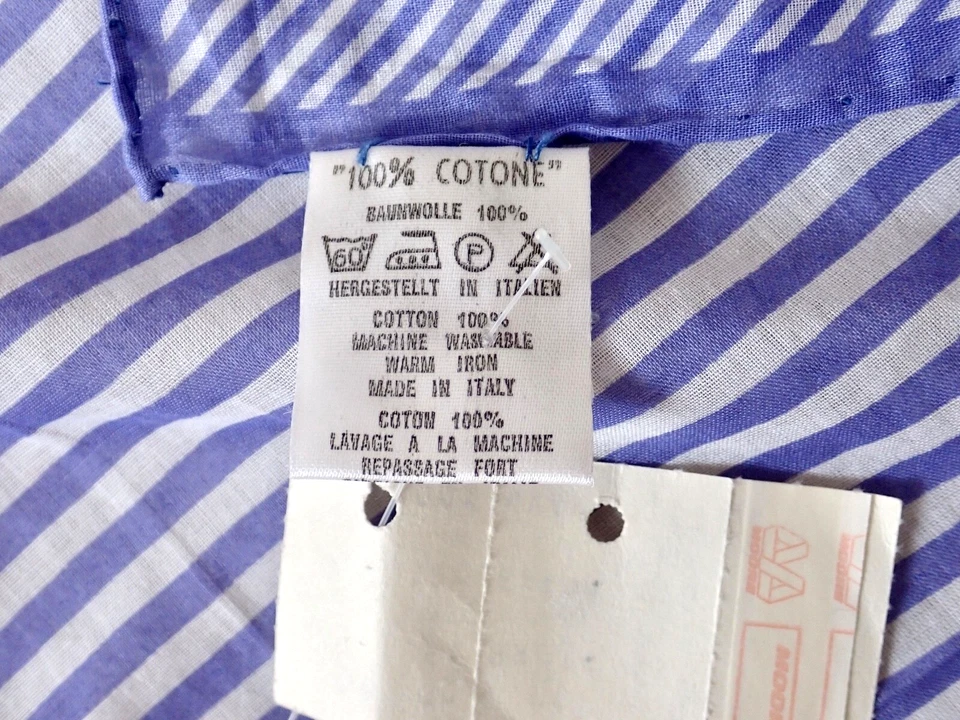 "100% COTONE"
BAUNWOLLE 100%
60° P
HERGESTELLT IN ITALIEN
COTTON 100%
MACHINE WASHABLE
WARM IRON
MADE IN ITALY
COTON 100%
LAVAGE A LA MACHINE
REPASSAGE FORT